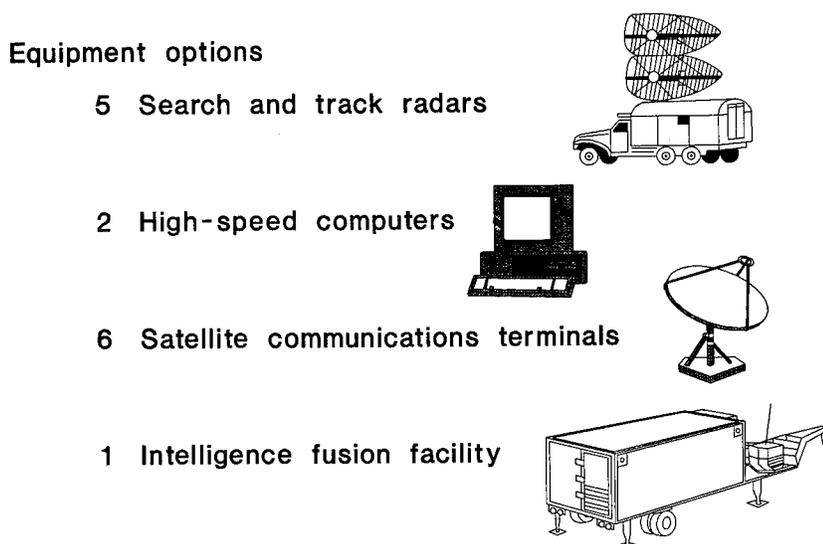 Equipment options
5 Search and track radars
2 High-speed computers
6 Satellite communications terminals
1 Intelligence fusion facility